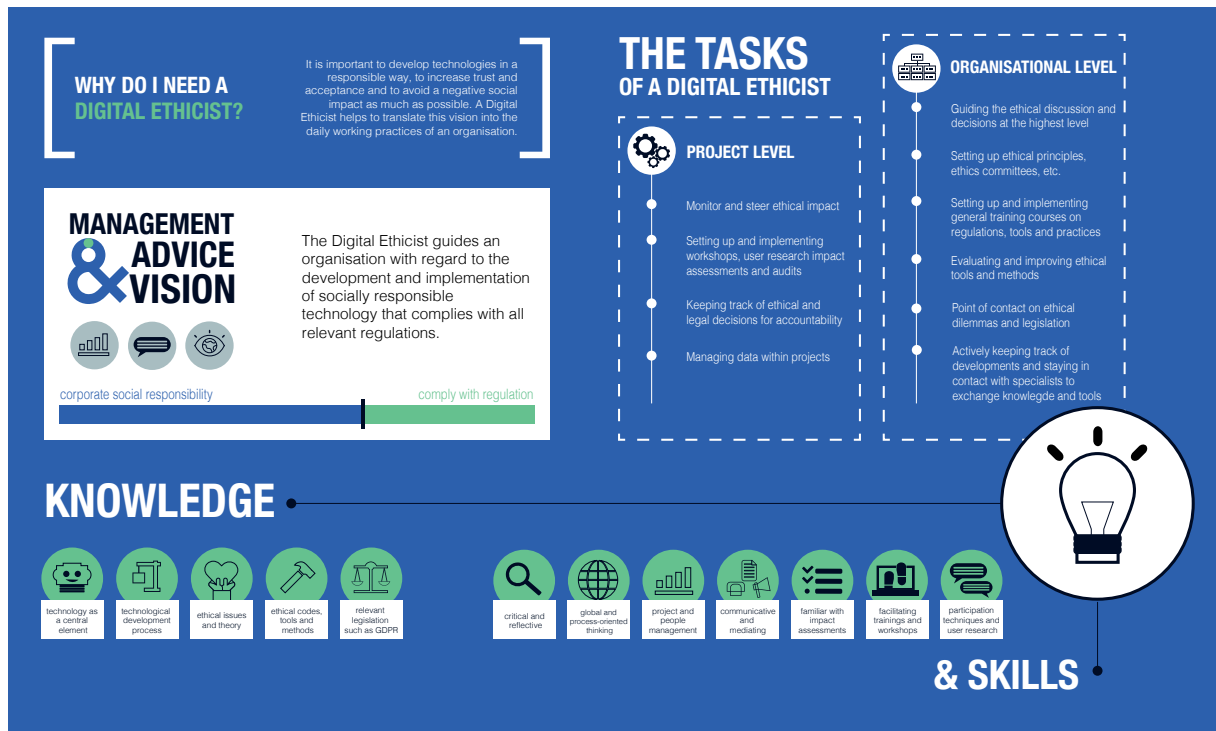 WHY DO I NEED A
DIGITAL ETHICIST?
It is important to develop technologies in a
responsible way, to increase trust and
acceptance and to avoid a negative social
impact as much as possible. A Digital
Ethicist helps to translate this vision into the
daily working practices of an organisation.
MANAGEMENT
& ADVICE
VISION
The Digital Ethicist guides an
organisation with regard to the
development and implementation
of socially responsible
technology that complies with all
relevant regulations.
corporate social responsibility
comply with regulation
THE TASKS
OF A DIGITAL ETHICIST
PROJECT LEVEL
Monitor and steer ethical impact
Setting up and implementing
workshops, user research impact
assessments and audits
Keeping track of ethical and
legal decisions for accountability
Managing data within projects
ORGANISATIONAL LEVEL
Guiding the ethical discussion and
decisions at the highest level
Setting up ethical principles,
ethics committees, etc.
Setting up and implementing
general training courses on
regulations, tools and practices
Evaluating and improving ethical
tools and methods
Point of contact on ethical
dilemmas and legislation
Actively keeping track of
developments and staying in
contact with specialists to
exchange knowlegde and tools
KNOWLEDGE
technology as
a central
element
technological
development
process
ethical issues
and theory
ethical codes,
tools and
methods
relevant
legislation
such as GDPR
critical and
reflective
global and
process-oriented
thinking
project and
people
management
communicative
and
mediating
familiar with
impact
assessments
facilitating
trainings and
workshops
participation
techniques and
user research
& SKILLS